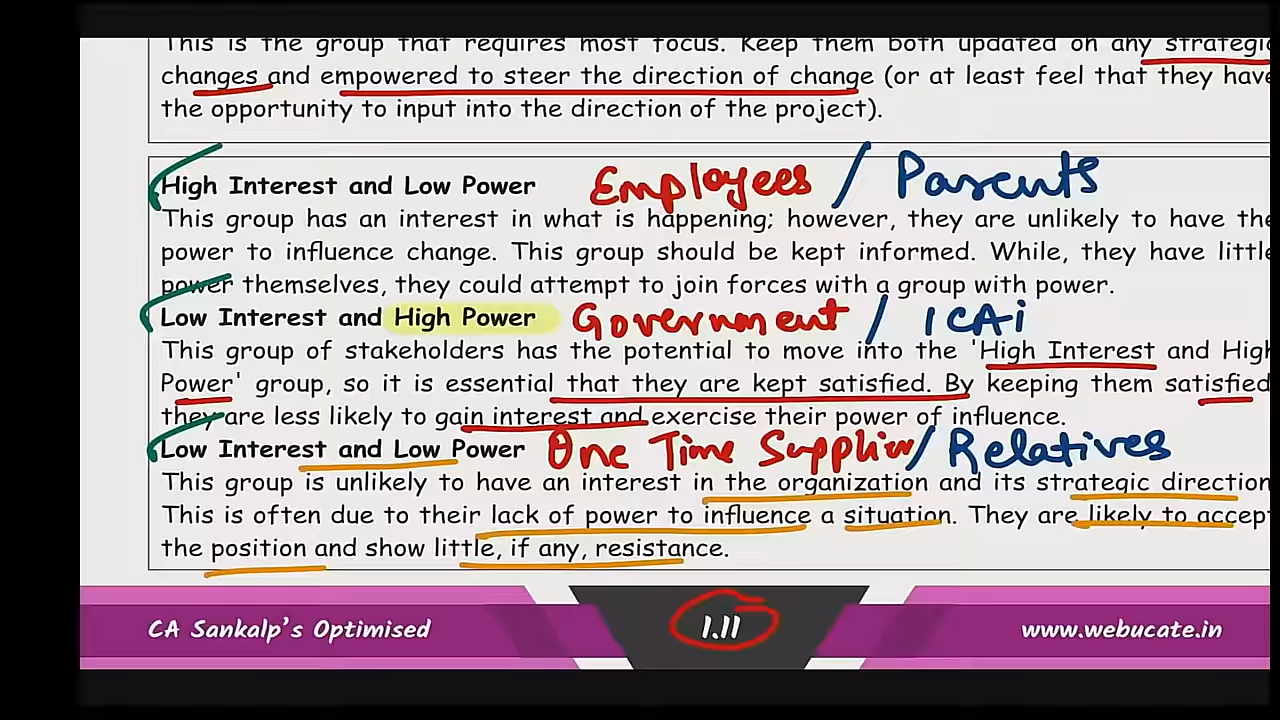 This is the group that requires most focus. Keep them both updated on any strategic
changes and empowered to steer the direction of change (or at least feel that they have
the opportunity to input into the direction of the project).
High Interest and Low Power Employees / Parents
This group has an interest in what is happening; however, they are unlikely to have the
power to influence change. This group should be kept informed. While, they have little
power themselves, they could attempt to join forces with a group with power.
Low Interest and High Power Government / ICAi
This group of stakeholders has the potential to move into the 'High Interest and High
Power' group, so it is essential that they are kept satisfied. By keeping them satisfied
they are less likely to gain interest and exercise their power of influence.
Low Interest and Low Power One Time Supplier / Relatives
This group is unlikely to have an interest in the organization and its strategic direction
This is often due to their lack of power to influence a situation. They are likely to accept
the position and show little, if any, resistance.
CA Sankalp's Optimised 1.11 www.webucate.in